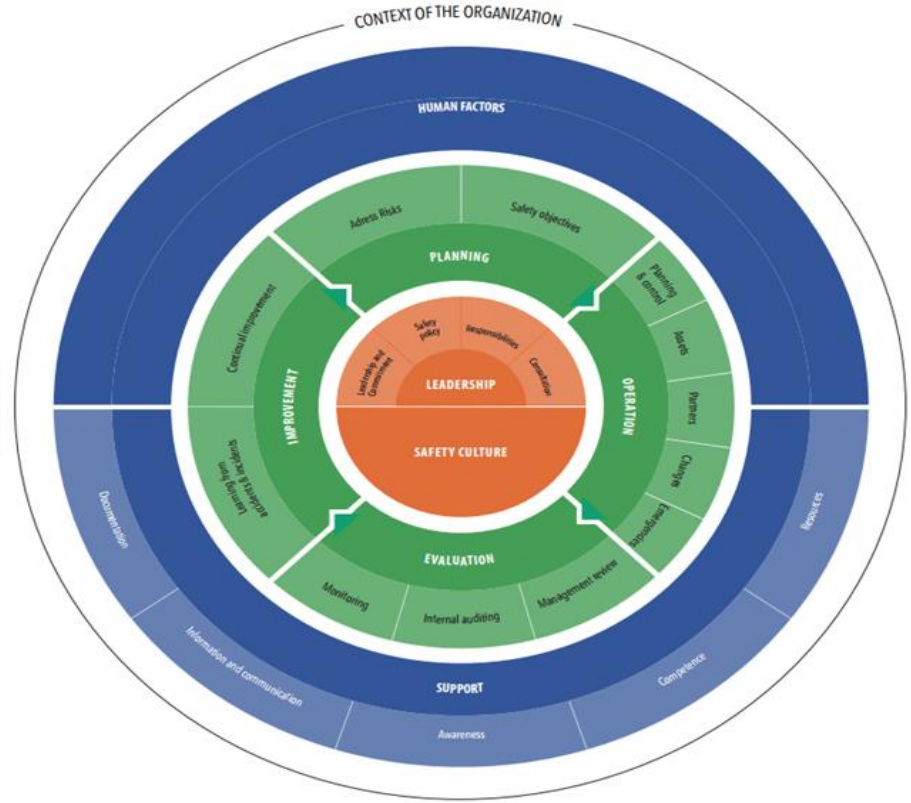 CONTEXT OF THE ORGANIZATION
HUMAN FACTORS
Adress Risks
Safety objectives
PLANNING
Planning
& control
Assets
Partners
Changes
Emergencies
OPERATION
Continual improvement
Learning from
accidents & incidents
IMPROVEMENT
Leadership and
Commitment
Safety
policy
Responsibilities
Consultation
LEADERSHIP
SAFETY CULTURE
EVALUATION
Monitoring
Internal auditing
Management review
SUPPORT
Documentation
Information and communication
Awareness
Competence
Resources